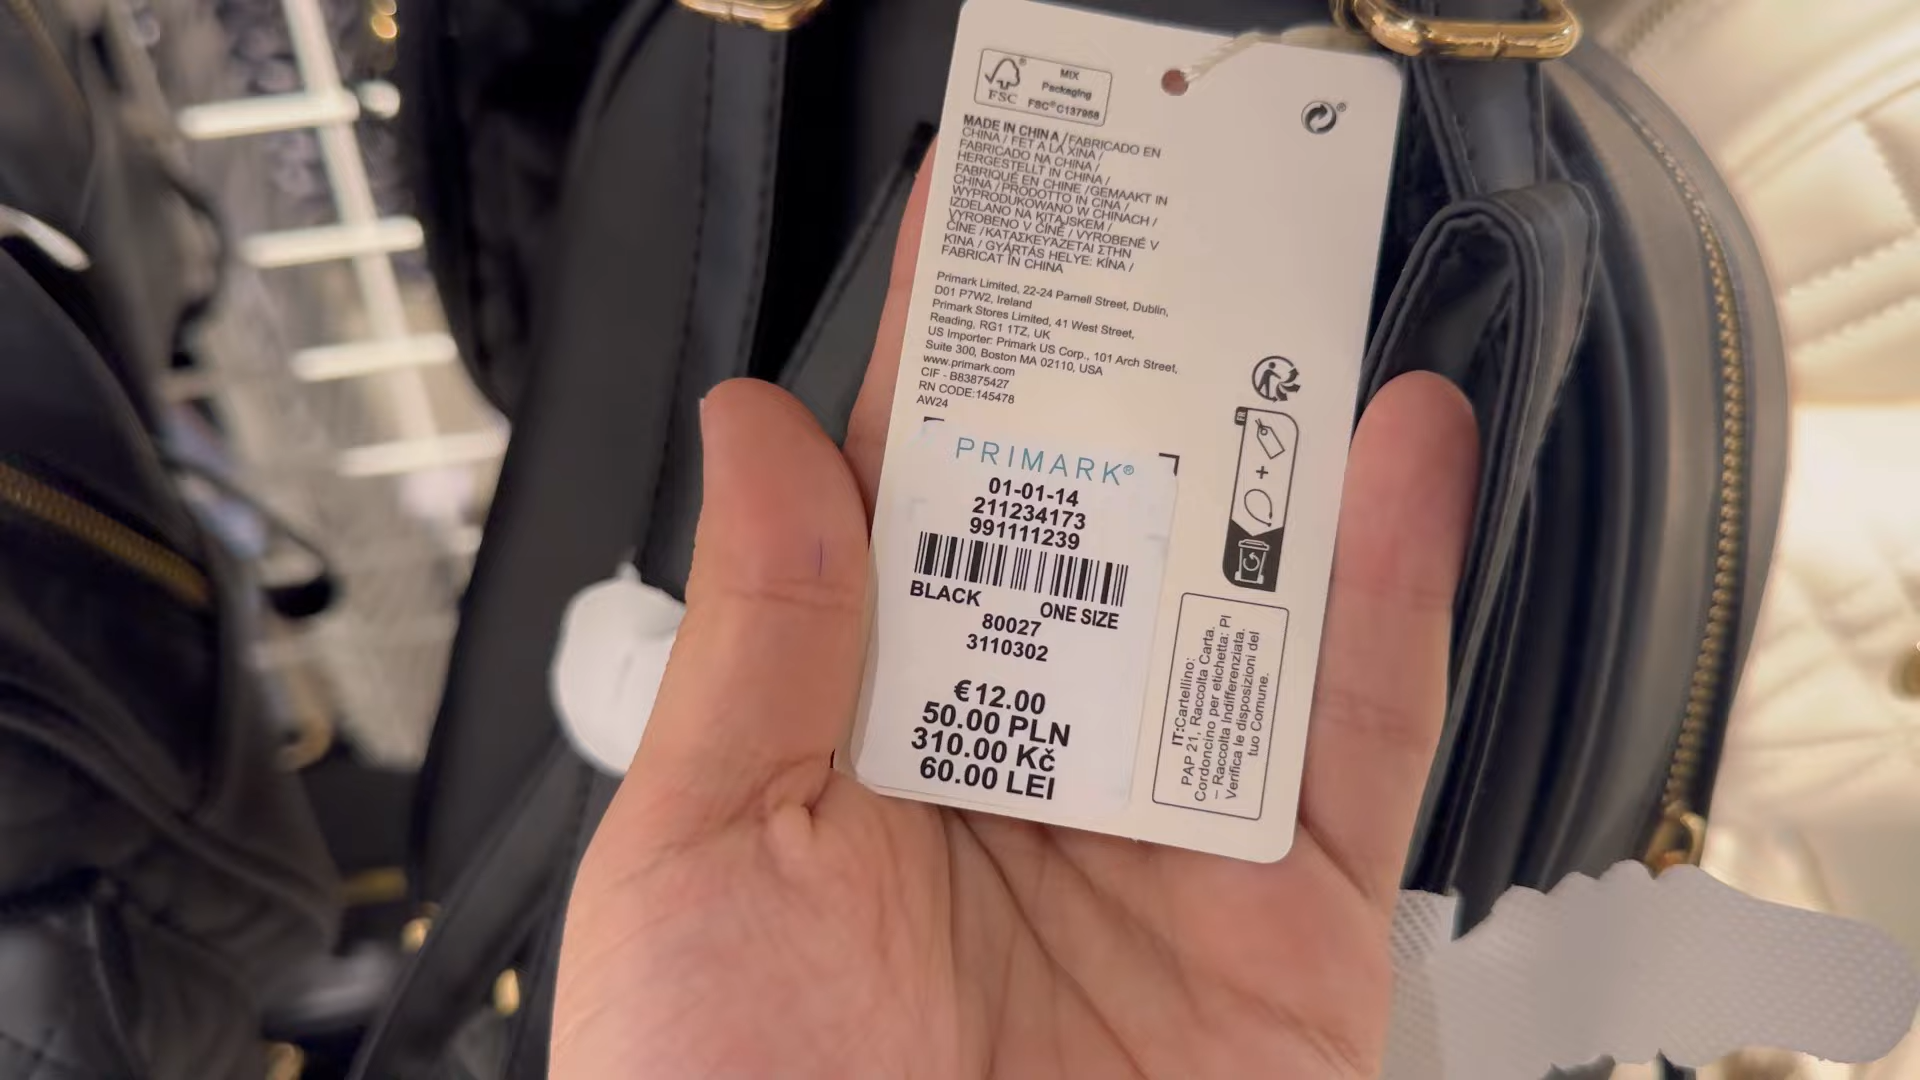 FSC®
MIX
Packaging
FSC® C137958
MADE IN CHINA / FABRICADO EN
CHINA / FET A LA XINA /
FABRICADO NA CHINA /
HERGESTELLT IN CHINA /
FABRIQUÉ EN CHINE / GEMAAKT IN
CHINA / PRODOTTO IN CINA /
WYPRODUKOWANO W CHINACH /
IZDELANO NA KITAJSKEM /
VYROBENO V ČÍNĚ / VYROBENÉ V
ČÍNE / ΚΑΤΑΣΚΕΥΑΖΕΤΑΙ ΣΤΗΝ
ΚΙΝΑ / GYÁRTÁS HELYE: KÍNA /
FABRICAT ÎN CHINA
Primark Limited, 22-24 Parnell Street, Dublin,
D01 P7W2, Ireland
Primark Stores Limited, 41 West Street,
Reading, RG1 1TZ, UK
US Importer: Primark US Corp., 101 Arch Street,
Suite 300, Boston MA 02110, USA
www.primark.com
CIF - B83875427
RN CODE:145478
AW24
FR
PRIMARK®
01-01-14
211234173
991111239
BLACK ONE SIZE
80027
3110302
€12.00
50.00 PLN
310.00 Kč
60.00 LEI
IT:Cartellino:
PAP 21, Raccolta Carta.
Cordoncino per etichetta: PI
– Raccolta Indifferenziata.
Verifica le disposizioni del
tuo Comune.